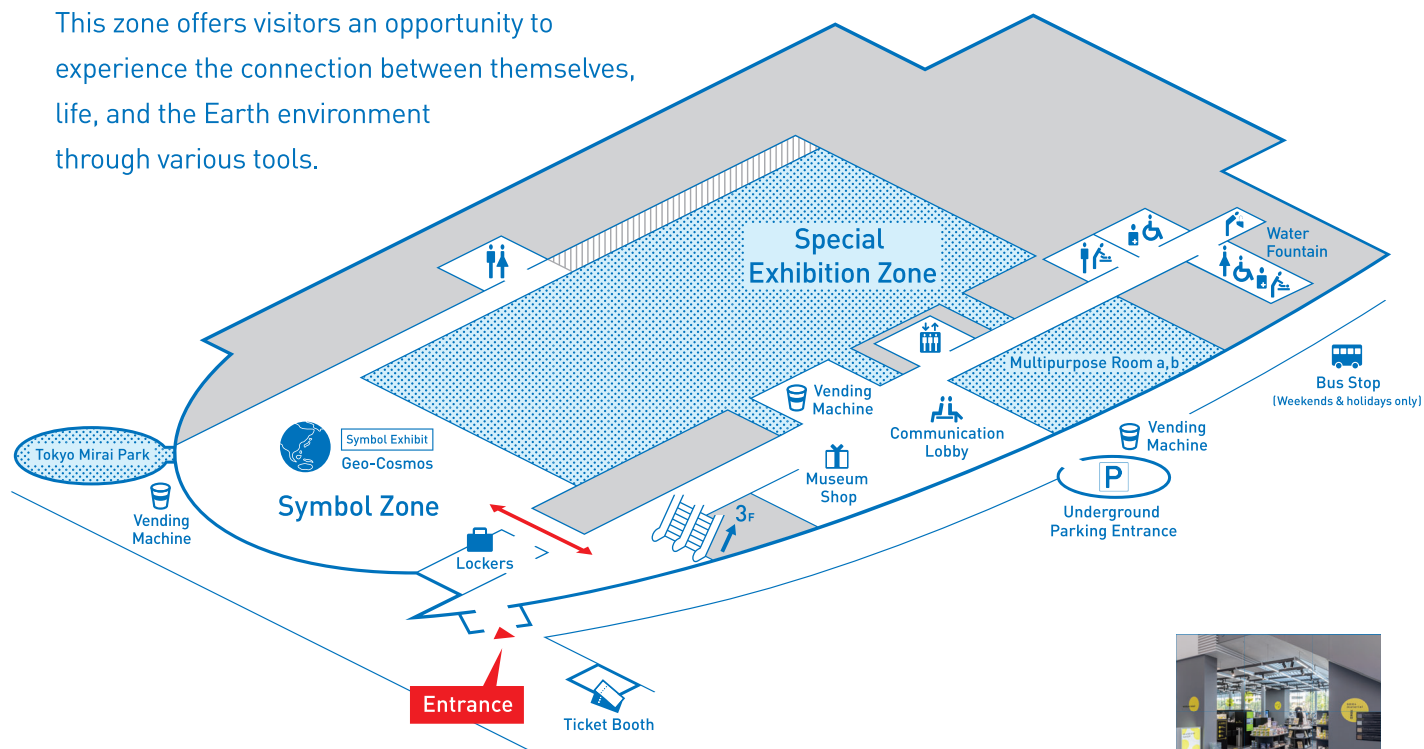 This zone offers visitors an opportunity to
experience the connection between themselves,
life, and the Earth environment
through various tools.
Special
Exhibition Zone
Water
Fountain
Multipurpose Room a,b
Bus Stop
(Weekends & holidays only)
Vending
Machine
Communication
Lobby
Vending
Machine
Tokyo Mirai Park
Symbol Exhibit
Geo-Cosmos
Museum
Shop
P
Underground
Parking Entrance
Symbol Zone
3F
Vending
Machine
Lockers
Entrance
Ticket Booth